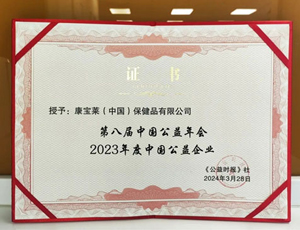 证 书
授予：康宝莱（中国）保健品有限公司
第八届中国公益年会
2023年度中国公益企业
《公益时报》社
2024年3月28日